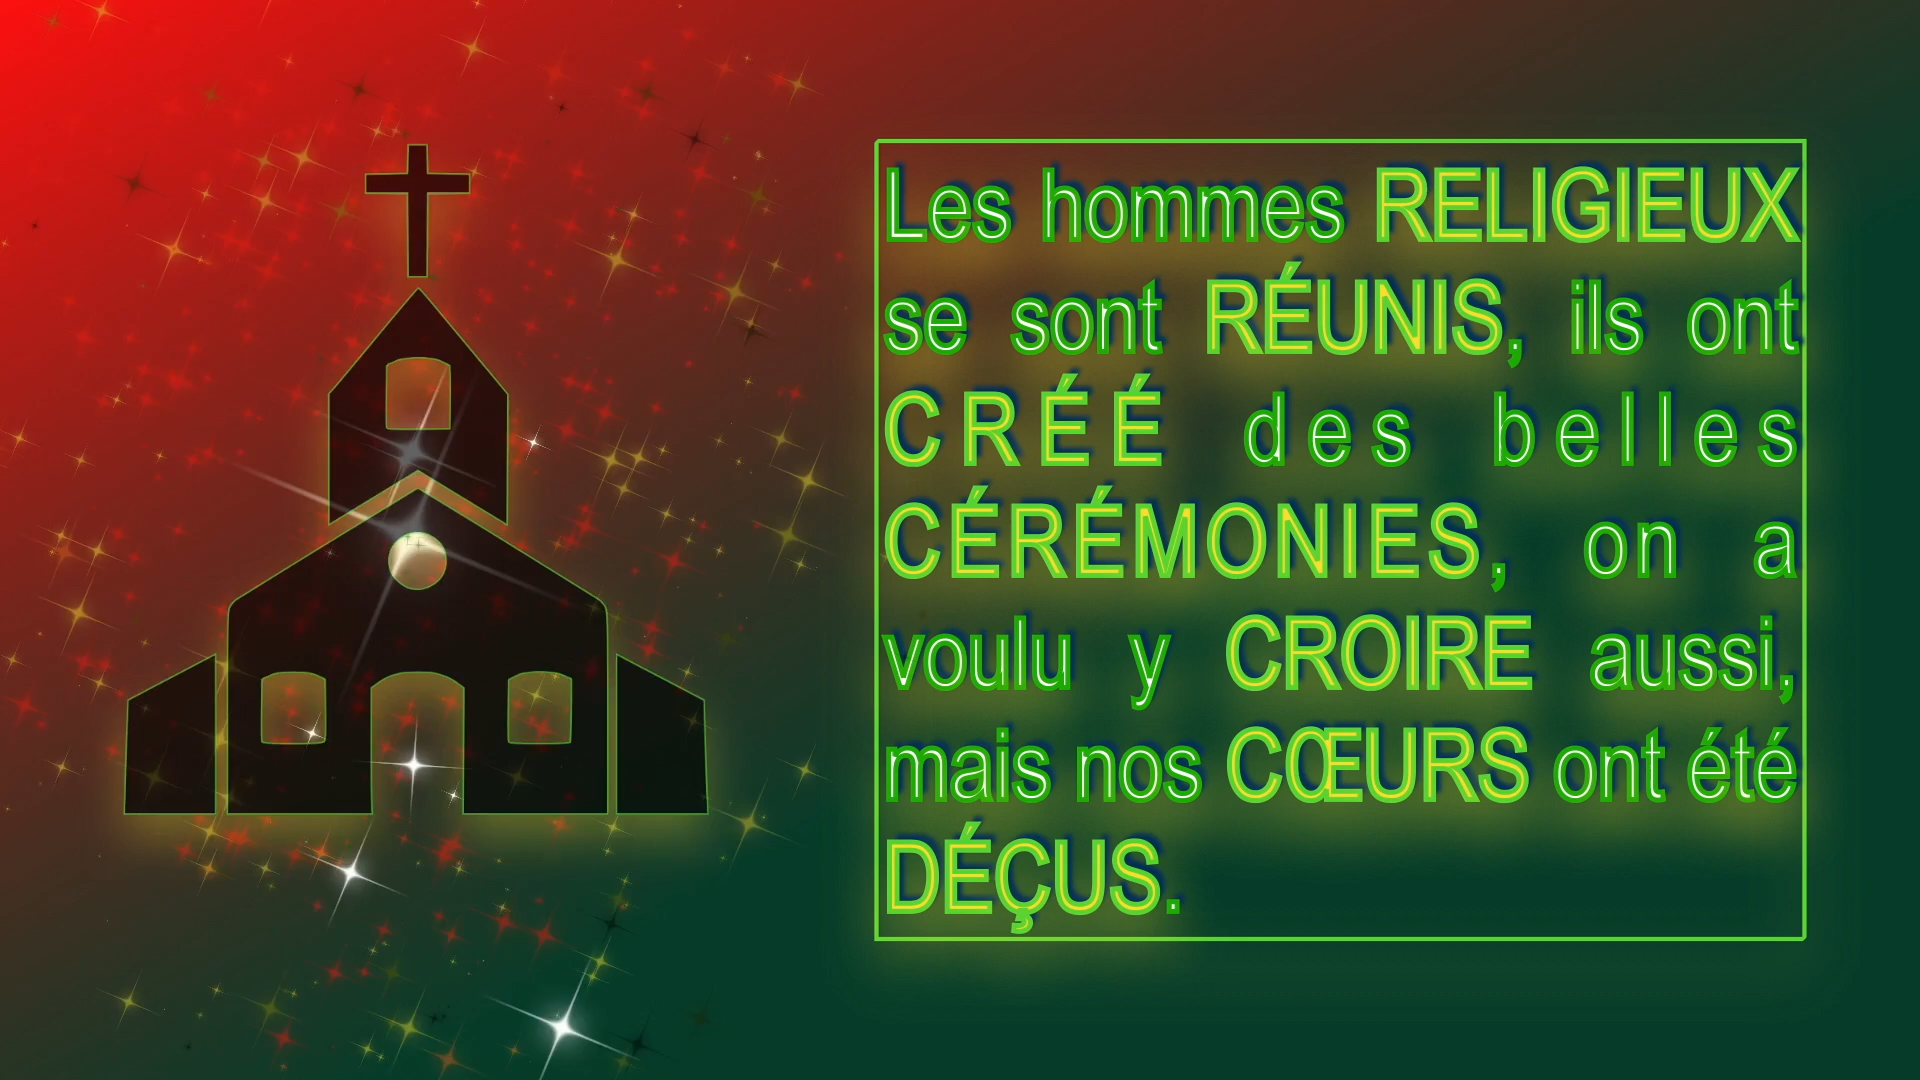 Les hommes RELIGIEUX
se sont RÉUNIS, ils ont
CRÉÉ des belles
CÉRÉMONIES, on a
voulu y CROIRE aussi,
mais nos CŒURS ont été
DÉÇUS.